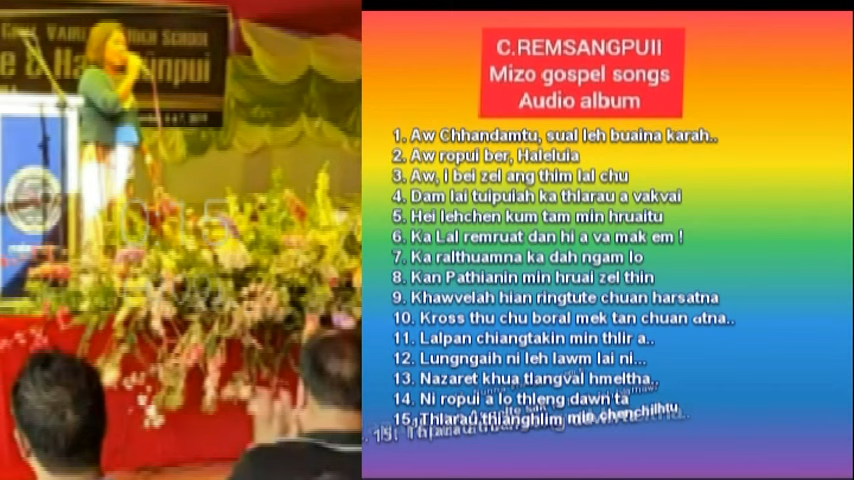 C.REMSANGPUII
Mizo gospel songs
Audio album
1. Aw Chhandamtu, sual leh buaina karah..
2. Aw ropui ber, Haleluia
3. Aw, i bei zel ang thim lal chu
4. Dam lai tuipuiah ka thlarau a vakvai
5. Hei lehchen kum tam min hruaitu
6. Ka Lal remruat dan hi a va mak em !
7. Ka ralthuamna ka dah ngam lo
8. Kan Pathianin min hruai zel thin
9. Khawvelah hian ringtute chuan harsatna
10. Kross thu chu boral mek tan chuan atna..
11. Lalpan chiangtakin min thlir a..
12. Lungngaih ni leh lawm lai ni...
13. Nazaret khua tlangval hmeltha..
14. Ni ropui a lo thleng dawn ta
15. Thlarau thianghlim min chenchilhtu